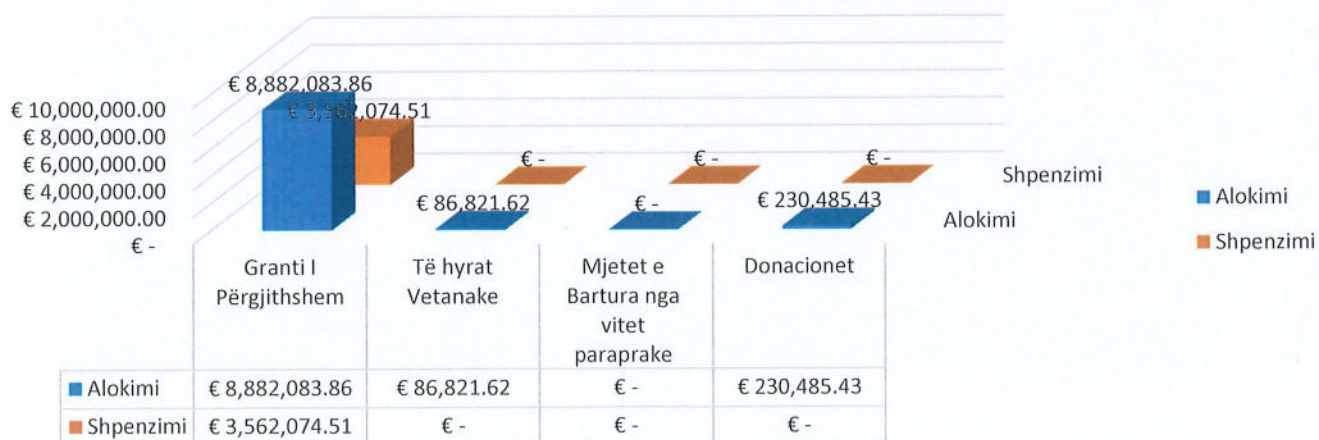 € 10,000,000.00
€ 8,000,000.00
€ 6,000,000.00
€ 4,000,000.00
€ 2,000,000.00
€ -
€ 8,882,083.86
€ 3,562,074.51
€ - € - € -
€ 86,821.62 € - € 230,485.43
Shpenzimi
Alokimi
Granti I Përgjithshem
Të hyrat Vetanake
Mjetet e Bartura nga vitet paraprake
Donacionet
Alokimi € 8,882,083.86 € 86,821.62 € - € 230,485.43
Shpenzimi € 3,562,074.51 € - € - € -
Alokimi
Shpenzimi